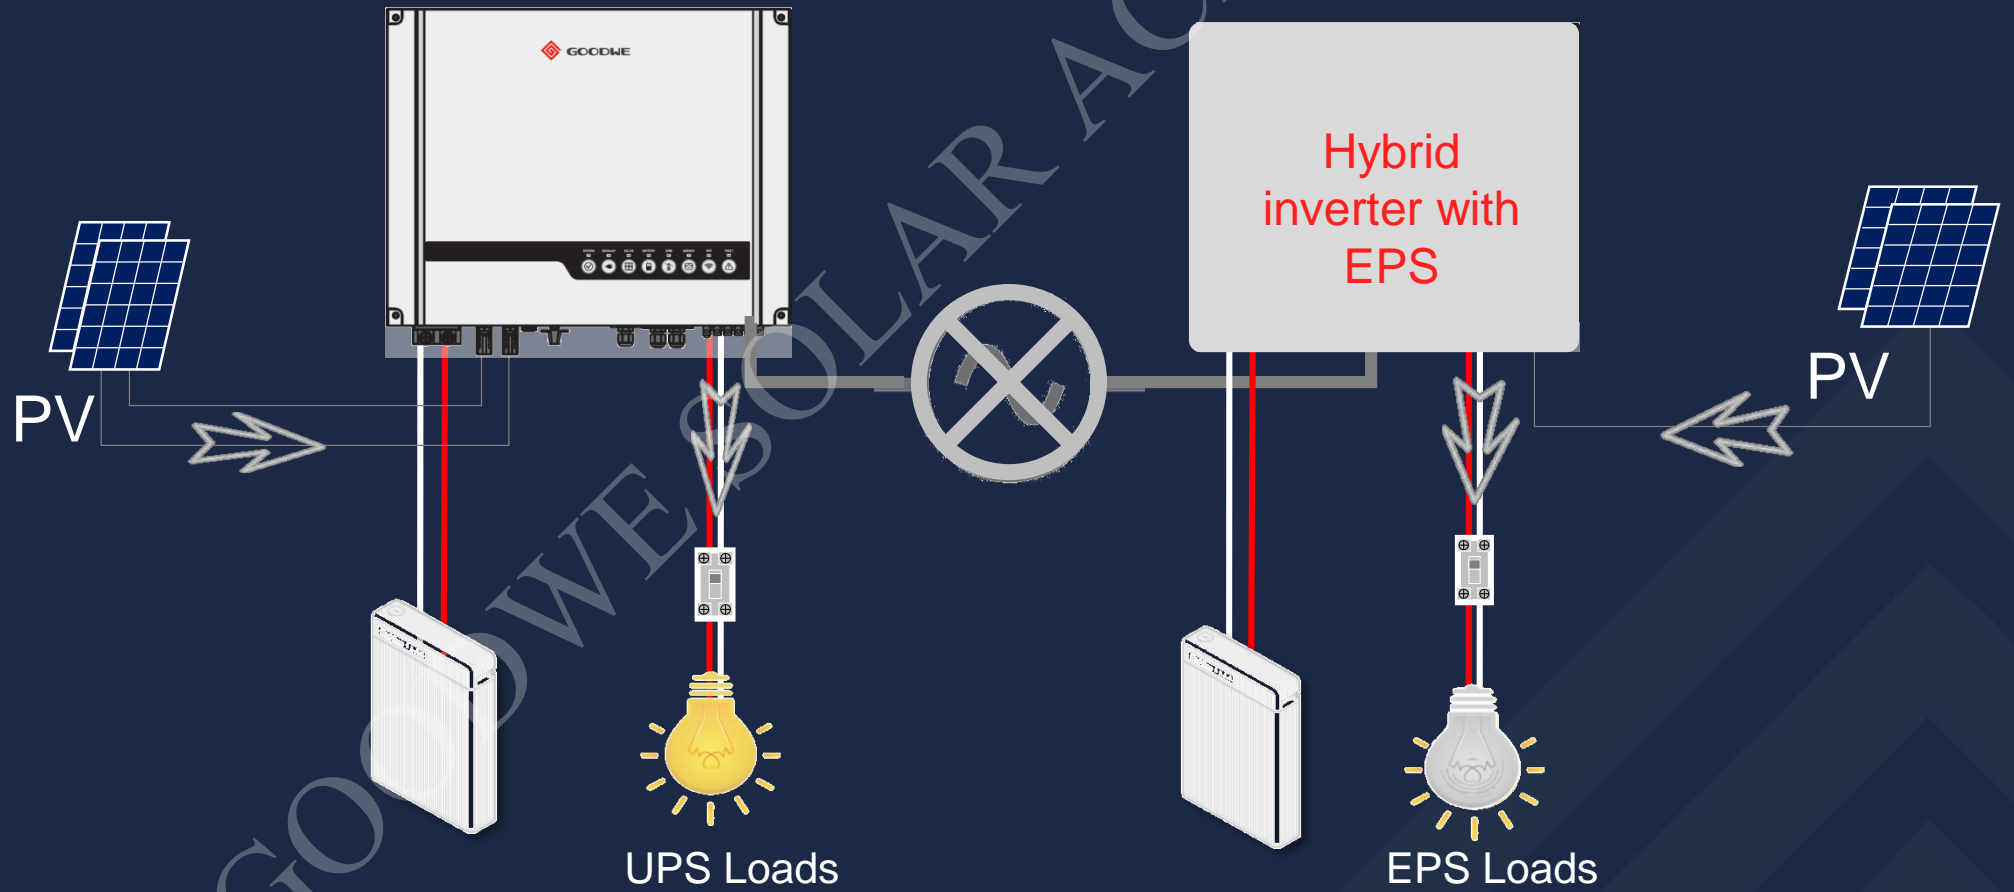 GOODWE
Hybrid
inverter with
EPS
PV
PV
UPS Loads
EPS Loads
GOODWE SOLAR AC